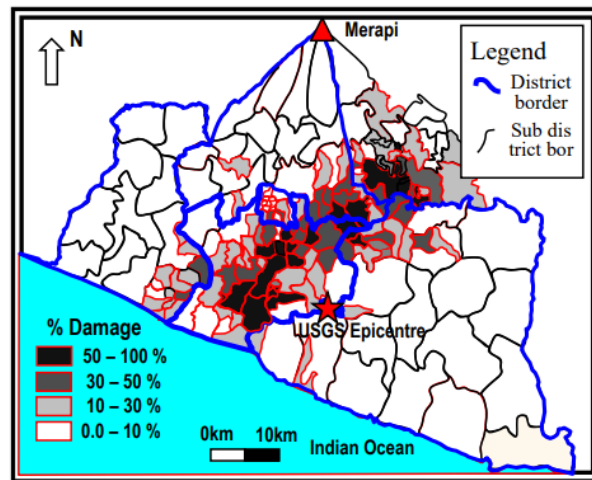 N
Merapi
Legend
District
border
Sub dis
trict bor
USGS Epicentre
% Damage
50 – 100 %
30 – 50 %
10 – 30 %
0.0 – 10 %
0km 10km
Indian Ocean